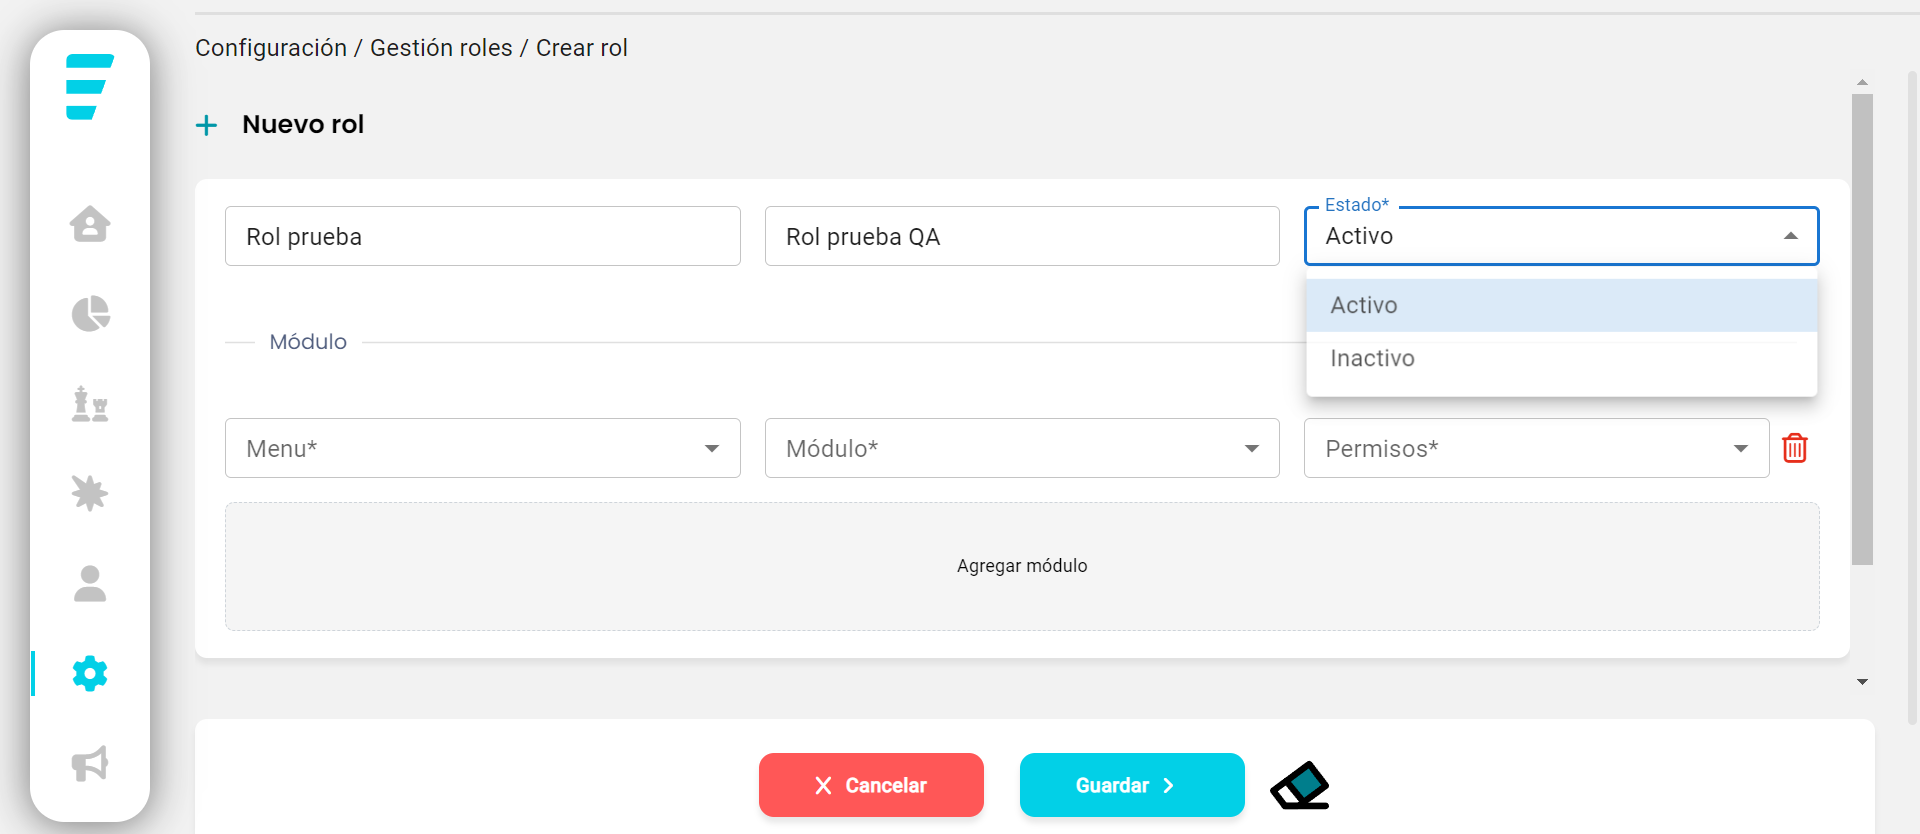 Configuración / Gestión roles / Crear rol
Nuevo rol
Rol prueba
Rol prueba QA
Estado*
Activo
Activo
Inactivo
Módulo
Menu*
Módulo*
Permisos*
Agregar módulo
Cancelar
Guardar